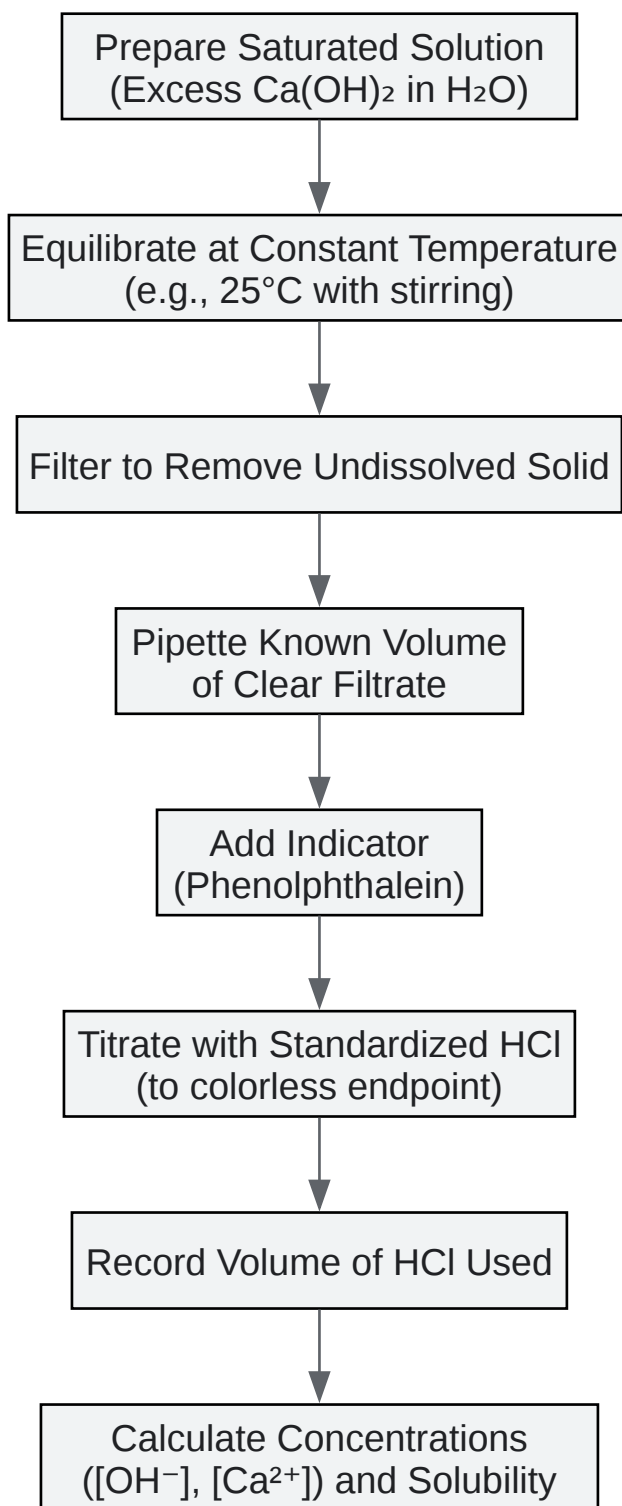 Prepare Saturated Solution
(Excess Ca(OH)₂ in H₂O)
Equilibrate at Constant Temperature
(e.g., 25°C with stirring)
Filter to Remove Undissolved Solid
Pipette Known Volume
of Clear Filtrate
Add Indicator
(Phenolphthalein)
Titrate with Standardized HCl
(to colorless endpoint)
Record Volume of HCl Used
Calculate Concentrations
([OH⁻], [Ca²⁺]) and Solubility